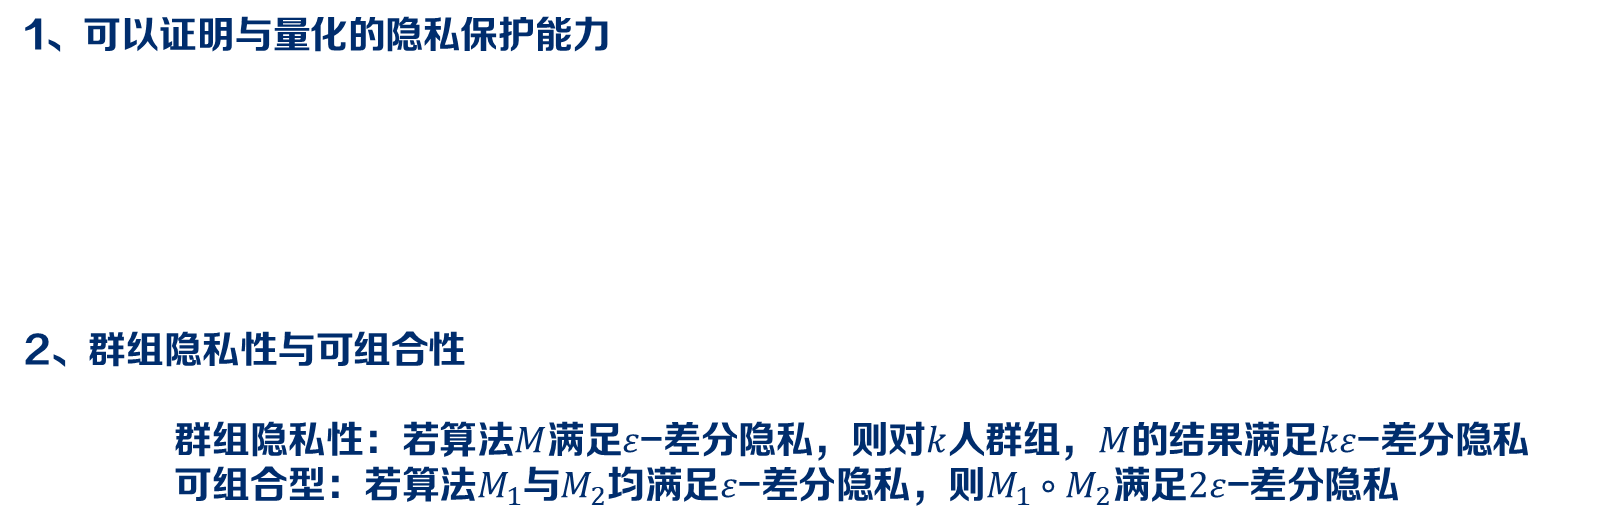 1、可以证明与量化的隐私保护能力
2、群组隐私性与可组合性
群组隐私性：若算法M满足ε-差分隐私，则对k人群组，M的结果满足kε-差分隐私
可组合型：若算法M₁与M₂均满足ε-差分隐私，则M₁∘M₂满足2ε-差分隐私